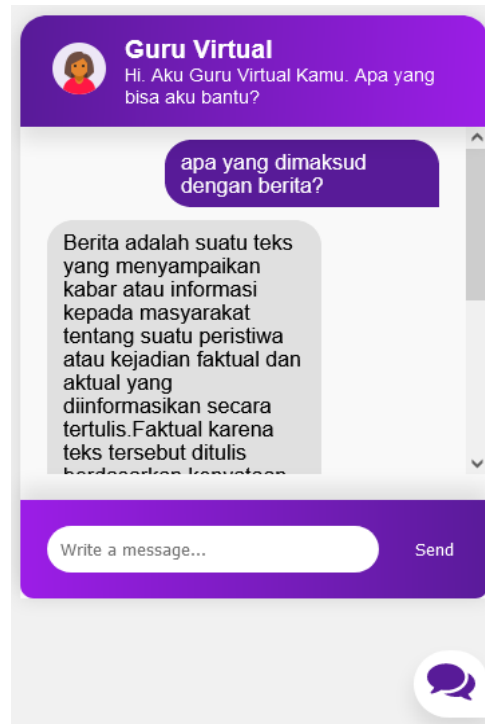 Guru Virtual
Hi. Aku Guru Virtual Kamu. Apa yang
bisa aku bantu?
apa yang dimaksud
dengan berita?
Berita adalah suatu teks
yang menyampaikan
kabar atau informasi
kepada masyarakat
tentang suatu peristiwa
atau kejadian faktual dan
aktual yang
diinformasikan secara
tertulis.Faktual karena
teks tersebut ditulis
berdasarkan kenyataan
Write a message...
Send